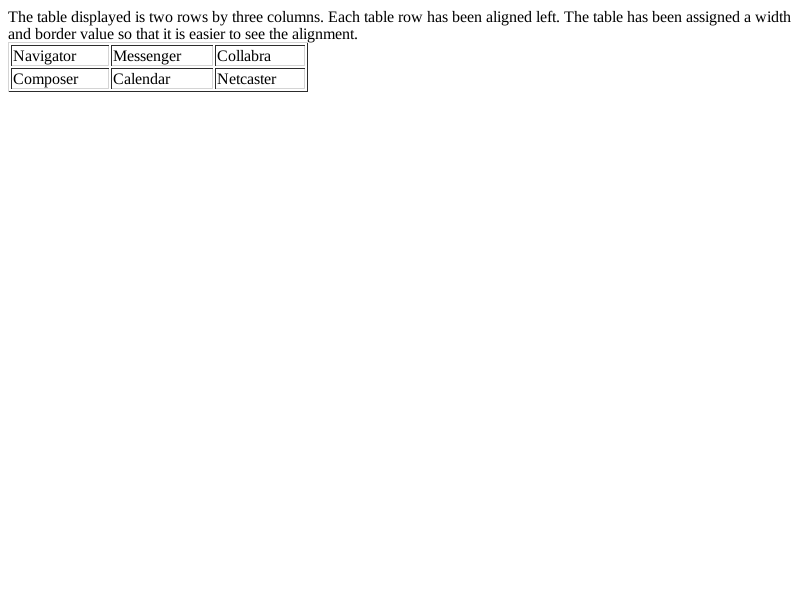 The table displayed is two rows by three columns. Each table row has been aligned left. The table has been assigned a width
and border value so that it is easier to see the alignment.
Navigator Messenger Collabra
Composer Calendar Netcaster